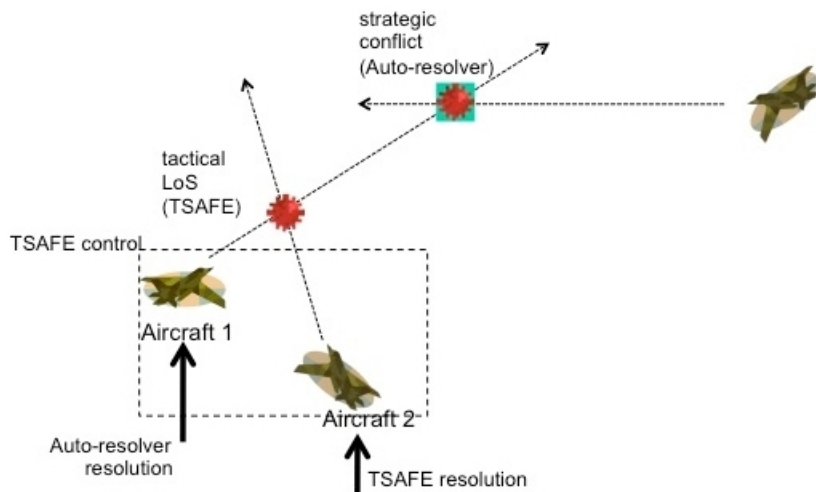 strategic
conflict
(Auto-resolver)
tactical
LoS
(TSAFE)
TSAFE control
Aircraft 1
Aircraft 2
Auto-resolver
resolution
TSAFE resolution